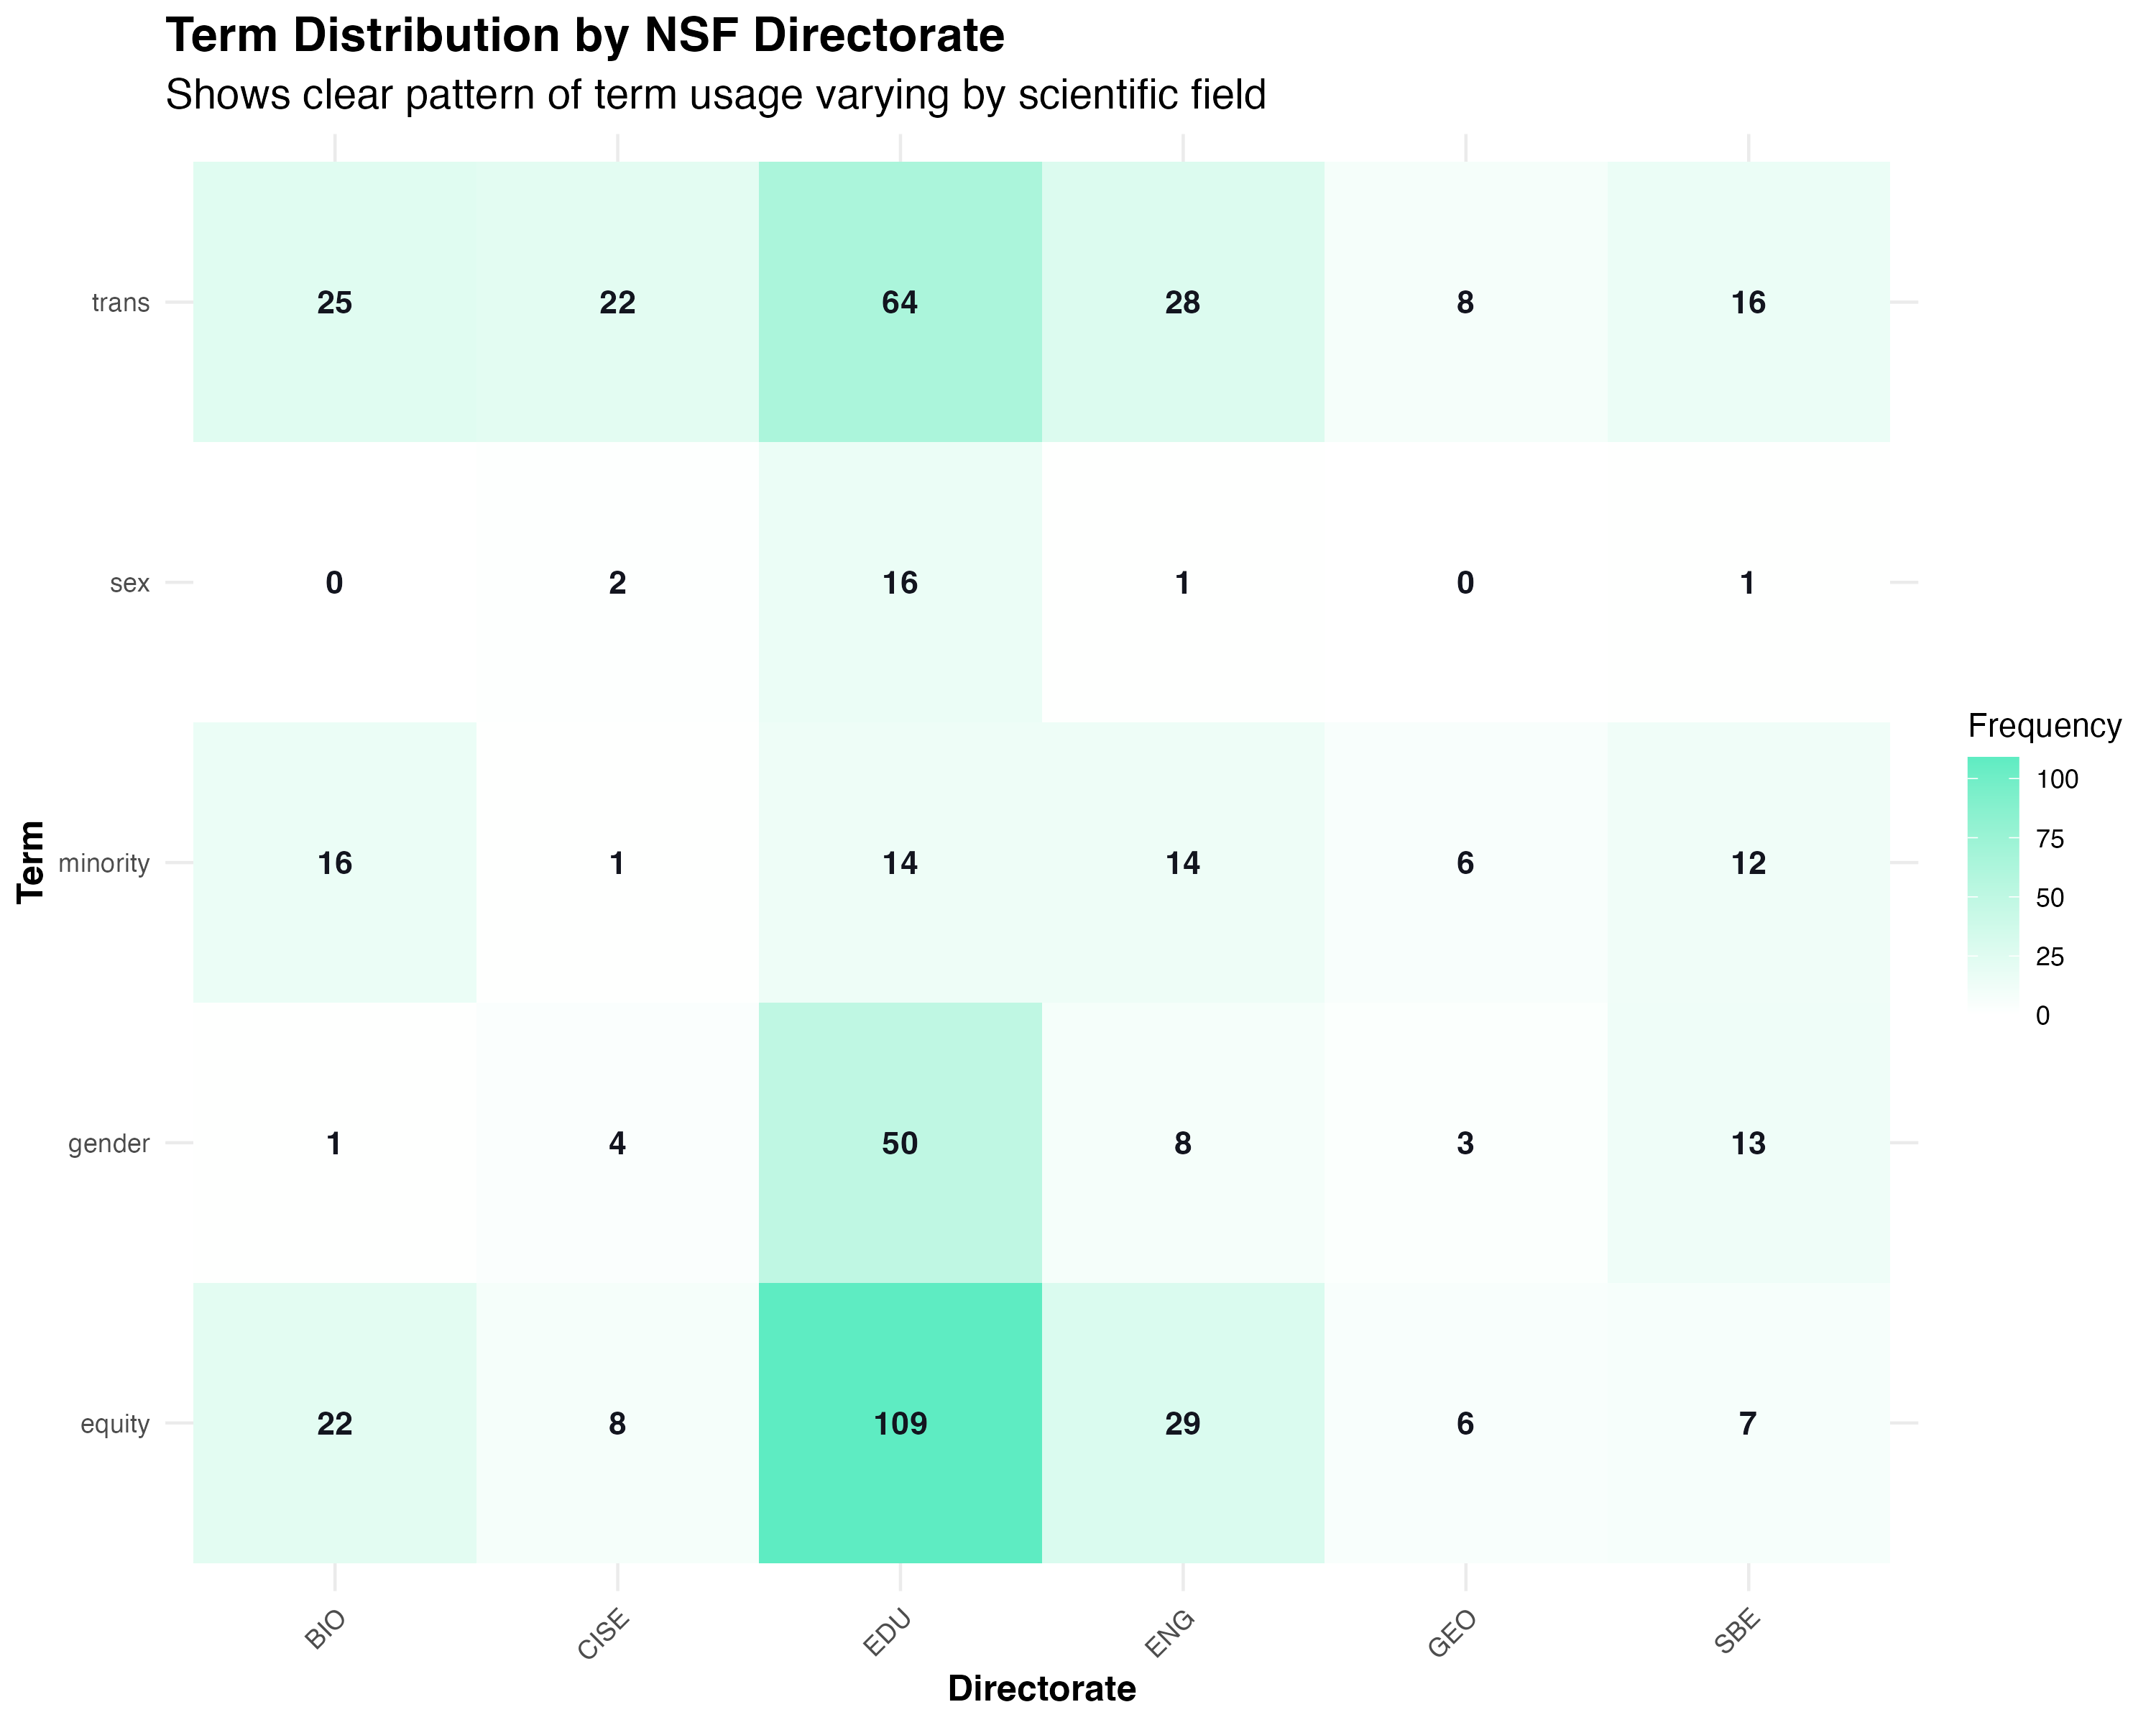 Term Distribution by NSF Directorate
Shows clear pattern of term usage varying by scientific field
trans 25 22 64 28 8 16
sex 0 2 16 1 0 1
minority 16 1 14 14 6 12
gender 1 4 50 8 3 13
equity 22 8 109 29 6 7
Term
BIO CISE EDU ENG GEO SBE
Directorate
Frequency
100
75
50
25
0